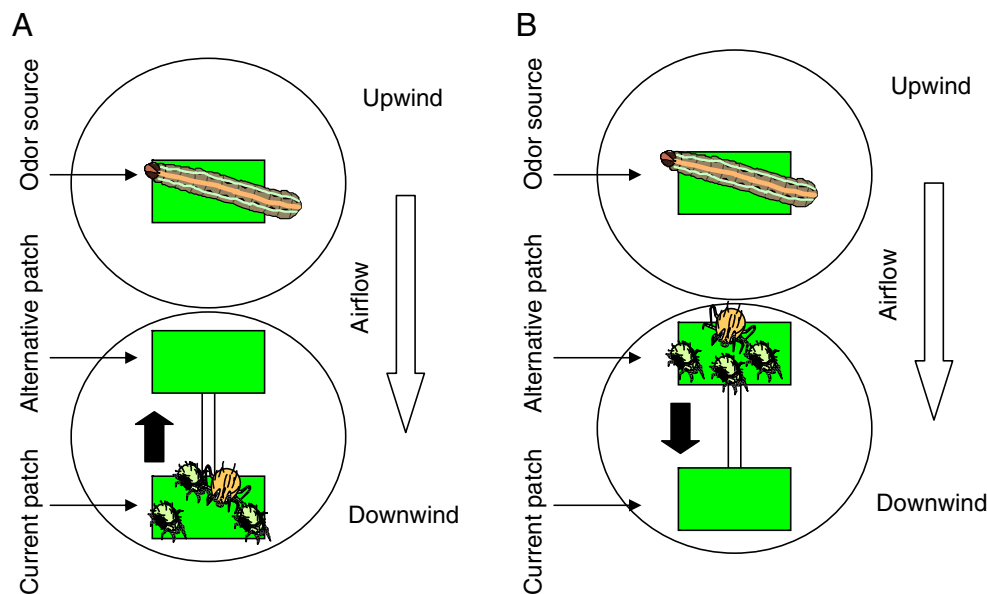 A
Odor source
Upwind
Alternative patch
Airflow
Current patch
Downwind
B
Odor source
Upwind
Alternative patch
Airflow
Current patch
Downwind